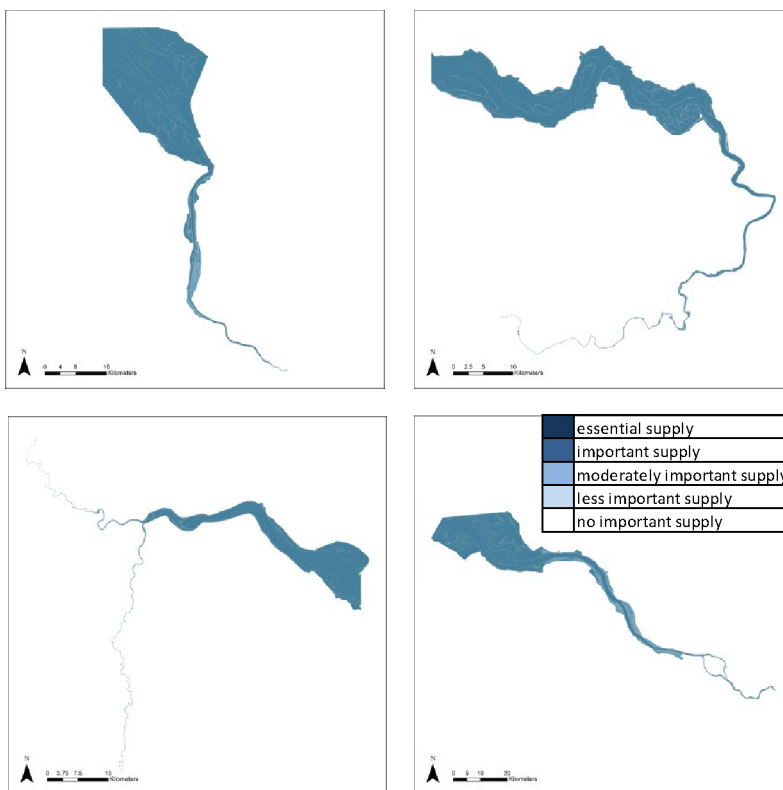 N
0 4 8 16
Kilometers
N
0 2.5 5 10
Kilometers
essential supply
important supply
moderately important supply
less important supply
no important supply
N
0 3.75 7.5 15
Kilometers
N
0 5 10 20
Kilometers